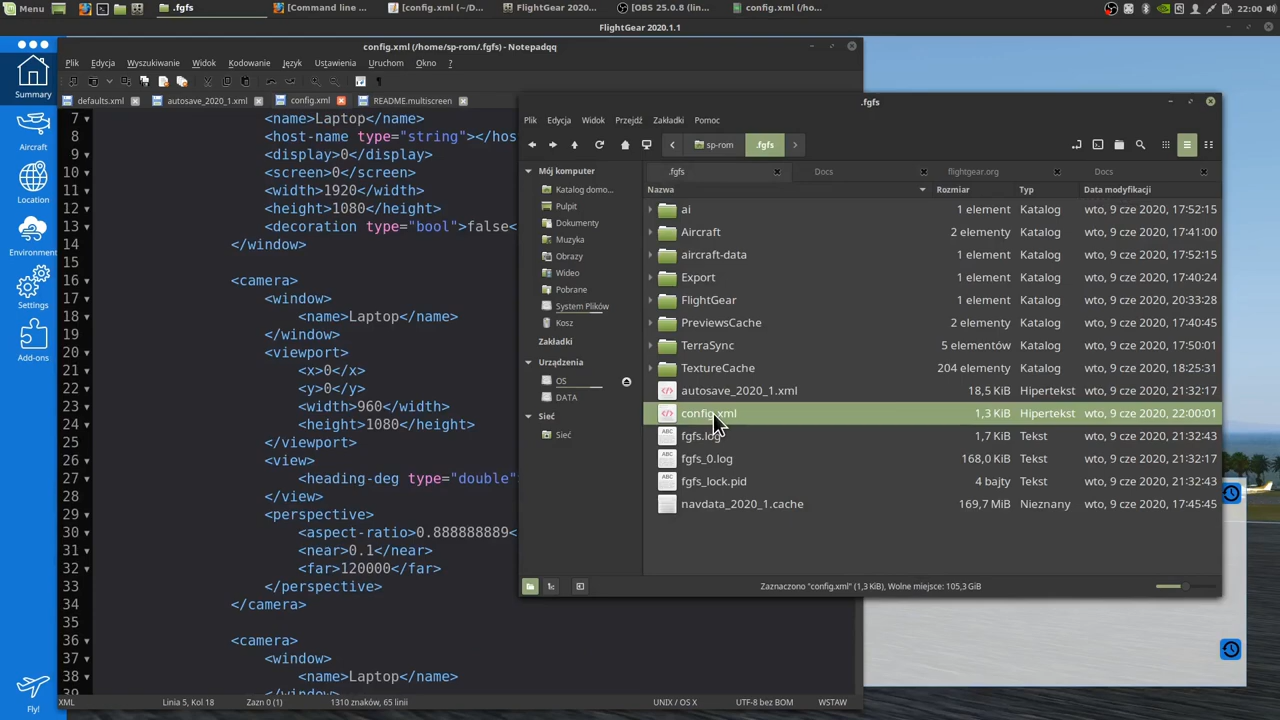 Menu
.fgfs
[Command line ...
[config.xml (~/D...
FlightGear 2020....
[OBS 25.0.8 (lin...
config.xml (/ho...
22:00
FlightGear 2020.1.1
config.xml (/home/sp-rom/.fgfs) - Notepadqq
Plik Edycja Wyszukiwanie Widok Kodowanie Język Ustawienia Uruchom Okno ?
defaults.xml autosave_2020_1.xml config.xml README.multiscreen
Summary
Aircraft
Location
Environment
Settings
Add-ons
Fly!
7 <name>Laptop</name>
8 <host-name type="string"></h
9 <display>0</display>
10 <screen>0</screen>
11 <width>1920</width>
12 <height>1080</height>
13 <decoration type="bool">false<
14 </window>
15
16 <camera>
17 <window>
18 <name>Laptop</name>
19 </window>
20 <viewport>
21 <x>0</x>
22 <y>0</y>
23 <width>960</width>
24 <height>1080</height>
25 </viewport>
26 <view>
27 <heading-deg type="double"
28 </view>
29 <perspective>
30 <aspect-ratio>0.888888889<
31 <near>0.1</near>
32 <far>120000</far>
33 </perspective>
34 </camera>
35
36 <camera>
37 <window>
38 <name>Laptop</name>
39 </window>
XML Linia 5, Kol 18 Zazn 0 (1) 1310 znaków, 65 linii UNIX / OS X UTF-8 bez BOM WSTAW
.fgfs
Plik Edycja Widok Przejdź Zakładki Pomoc
sp-rom .fgfs
Mój komputer
Katalog domo...
Pulpit
Dokumenty
Muzyka
Obrazy
Wideo
Pobrane
System Plików
Kosz
Zakładki
Urządzenia
OS
DATA
Sieć
Sieć
.fgfs Docs flightgear.org Docs
Nazwa Rozmiar Typ Data modyfikacji
ai 1 element Katalog wto, 9 cze 2020, 17:52:15
Aircraft 2 elementy Katalog wto, 9 cze 2020, 17:41:00
aircraft-data 1 element Katalog wto, 9 cze 2020, 17:52:15
Export 1 element Katalog wto, 9 cze 2020, 17:40:24
FlightGear 1 element Katalog wto, 9 cze 2020, 20:33:28
PreviewsCache 2 elementy Katalog wto, 9 cze 2020, 17:40:45
TerraSync 5 elementów Katalog wto, 9 cze 2020, 17:50:01
TextureCache 204 elementy Katalog wto, 9 cze 2020, 18:25:31
autosave_2020_1.xml 18,5 KiB Hipertekst wto, 9 cze 2020, 21:32:17
config.xml 1,3 KiB Hipertekst wto, 9 cze 2020, 22:00:01
fgfs.log 1,7 KiB Tekst wto, 9 cze 2020, 21:32:43
fgfs_0.log 168,0 KiB Tekst wto, 9 cze 2020, 21:32:17
fgfs_lock.pid 4 bajty Tekst wto, 9 cze 2020, 21:32:43
navdata_2020_1.cache 169,7 MiB Nieznany wto, 9 cze 2020, 17:45:45
Zaznaczono "config.xml" (1,3 KiB), Wolne miejsce: 105,3 GiB